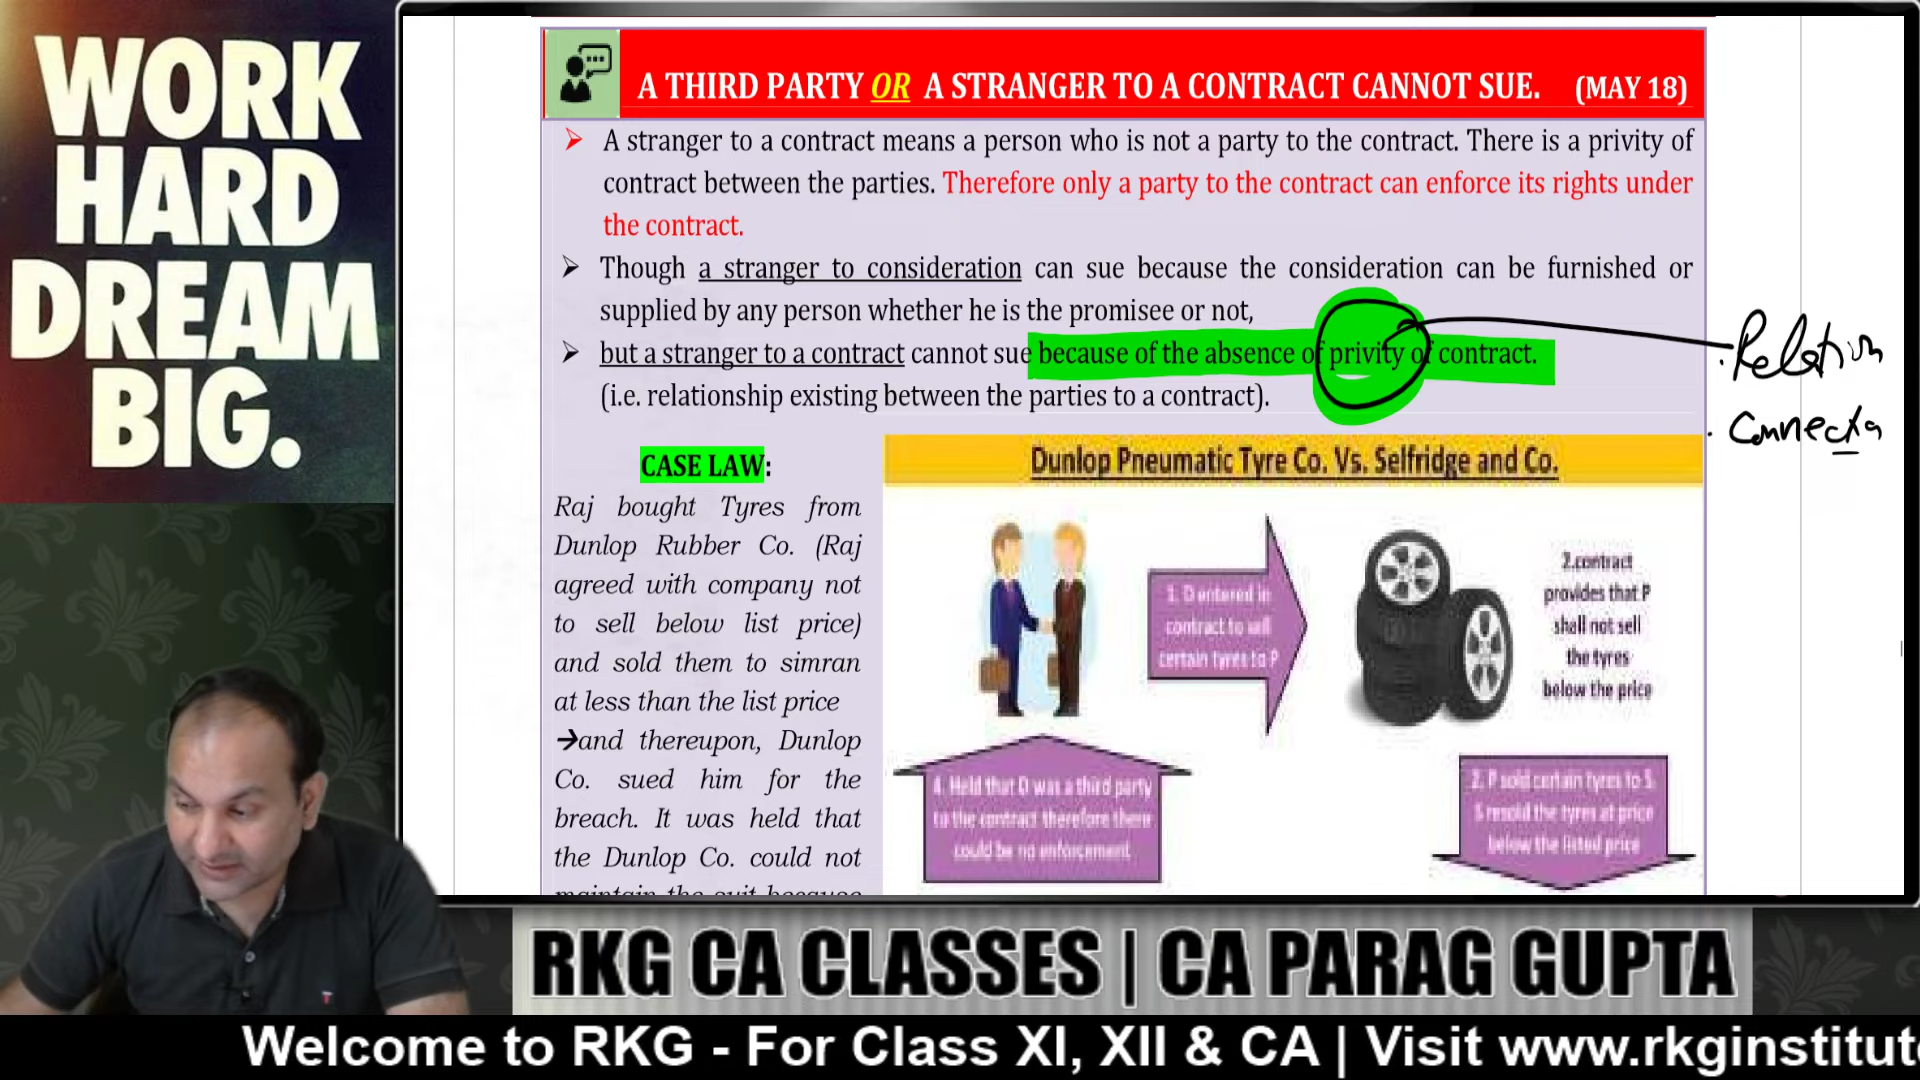 WORK
HARD
DREAM
BIG.
A THIRD PARTY OR A STRANGER TO A CONTRACT CANNOT SUE. (MAY 18)
➢ A stranger to a contract means a person who is not a party to the contract. There is a privity of
contract between the parties. Therefore only a party to the contract can enforce its rights under
the contract.
➢ Though a stranger to consideration can sue because the consideration can be furnished or
supplied by any person whether he is the promisee or not,
➢ but a stranger to a contract cannot sue because of the absence of privity of contract.
(i.e. relationship existing between the parties to a contract).
. Relation
. Connecta
CASE LAW:
Raj bought Tyres from
Dunlop Rubber Co. (Raj
agreed with company not
to sell below list price)
and sold them to simran
at less than the list price
➔and thereupon, Dunlop
Co. sued him for the
breach. It was held that
the Dunlop Co. could not
maintain the suit because
Dunlop Pneumatic Tyre Co. Vs. Selfridge and Co.
1. D entered in
contract to sell
certain tyres to P
2.contract
provides that P
shall not sell
the tyres
below the price
2. P sold certain tyres to S.
S resold the tyres at price
below the listed price
4. Held that D was a third party
to the contract therefore there
could be no enforcement
RKG CA CLASSES | CA PARAG GUPTA
Welcome to RKG - For Class XI, XII & CA | Visit www.rkginstitut